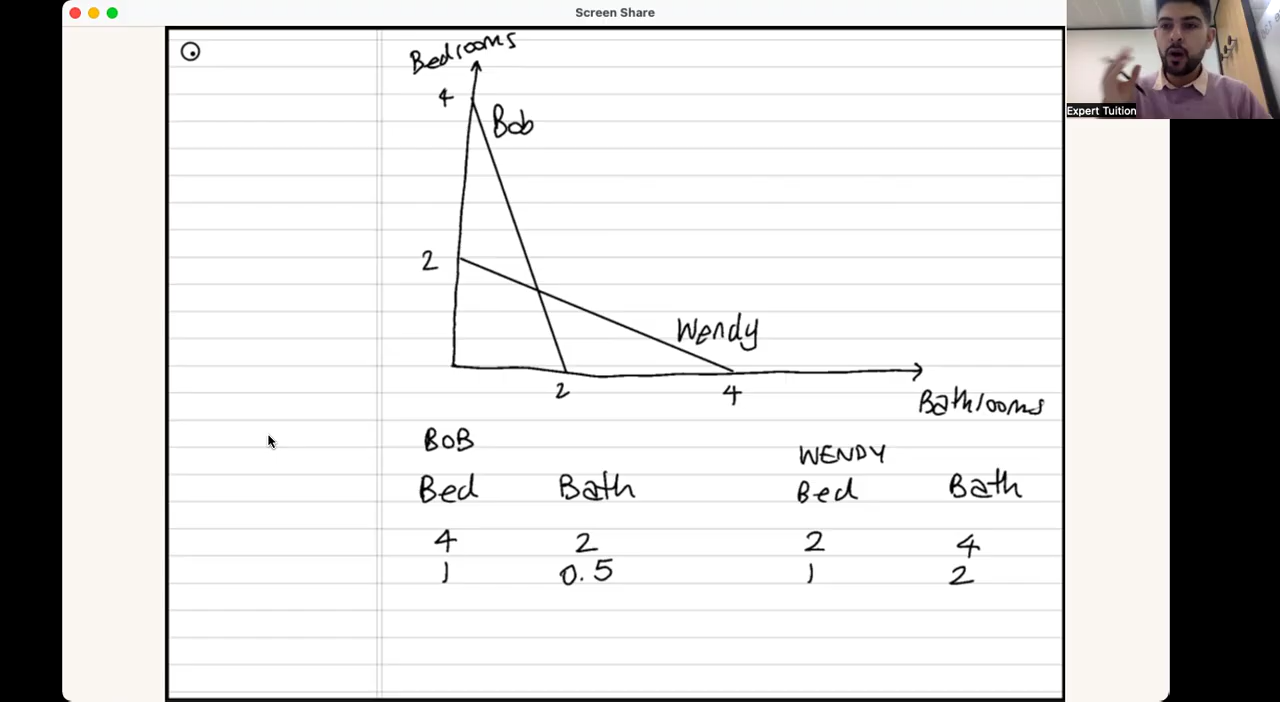 Screen Share
Expert Tuition
Bedrooms
4
Bob
2
Wendy
2
4
Bathrooms
BOB
WENDY
Bed Bath
Bed Bath
4 2
2 4
1 0.5
1 2